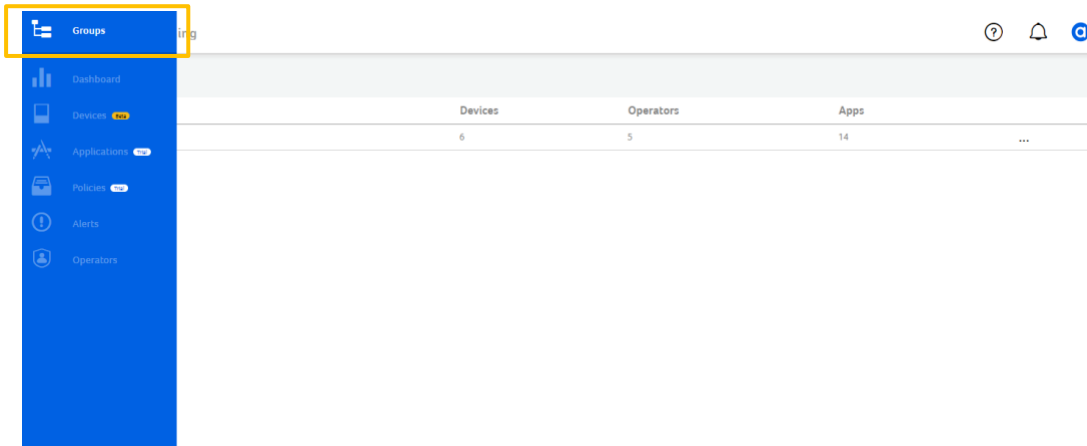 Groups
ing
Dashboard
Devices Beta
Applications Trial
Policies Trial
Alerts
Operators
Devices Operators Apps
6 5 14 ...